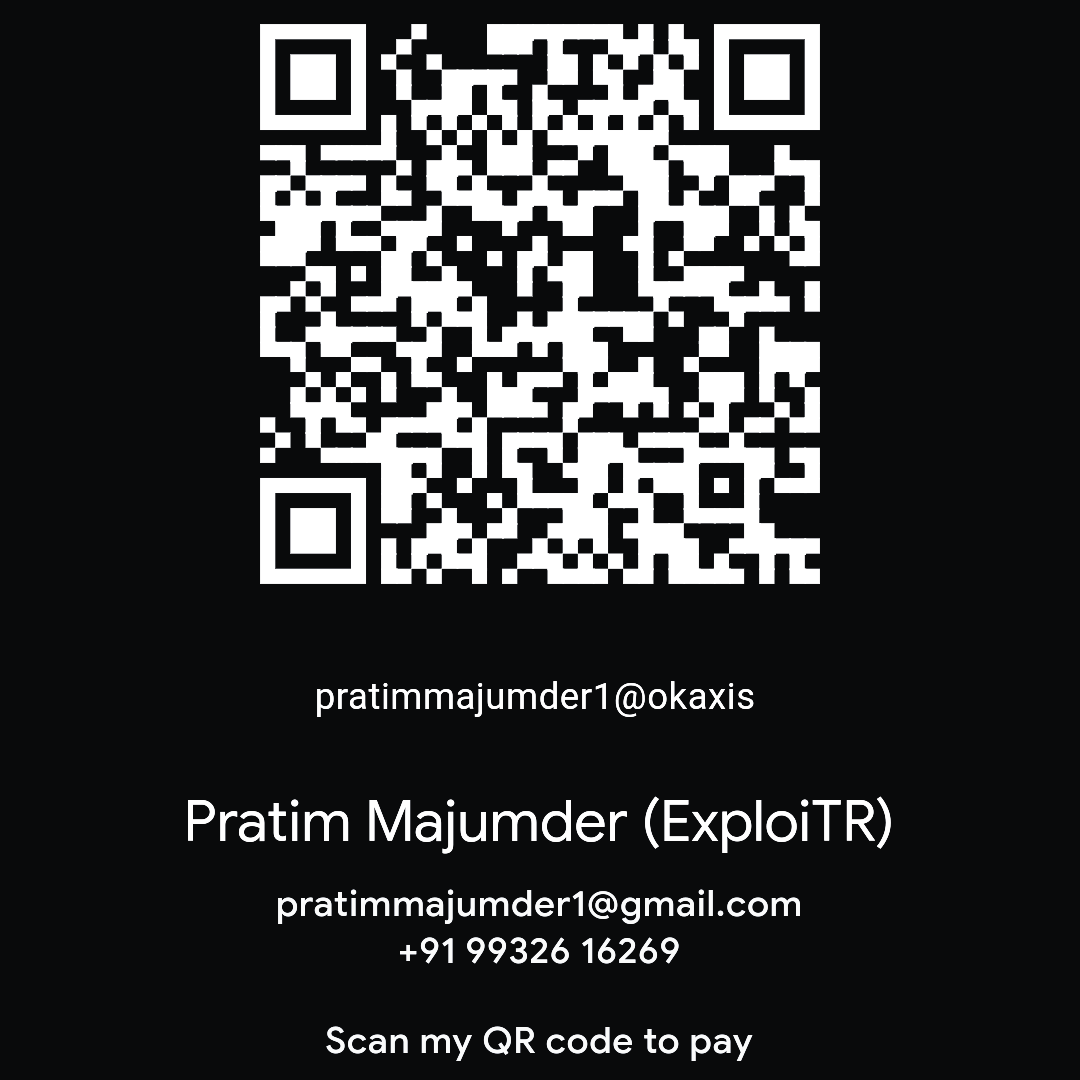 pratimmajumder1@okaxis
Pratim Majumder (ExploiTR)
pratimmajumder1@gmail.com
+91 99326 16269
Scan my QR code to pay